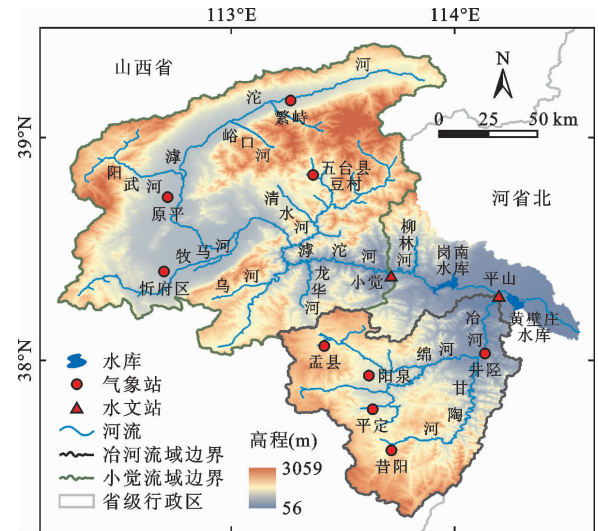 113°E
114°E
山西省
沱
河
N
繁峙
0 25 50 km
39°N
39°N
峪
口
河
滹
阳
武
河
五台县
豆村
原平
清
水
河
河省北
柳
林
河
牧
马
河
滹
沱
河
岗南
水库
平山
忻府区
乌
河
龙
华
河
小觉
黄壁庄
水库
冶
河
38°N
38°N
盂县
绵
河
井陉
阳泉
甘
陶
河
平定
昔阳
水库
气象站
水文站
河流
冶河流域边界
小觉流域边界
省级行政区
高程(m)
3059
56